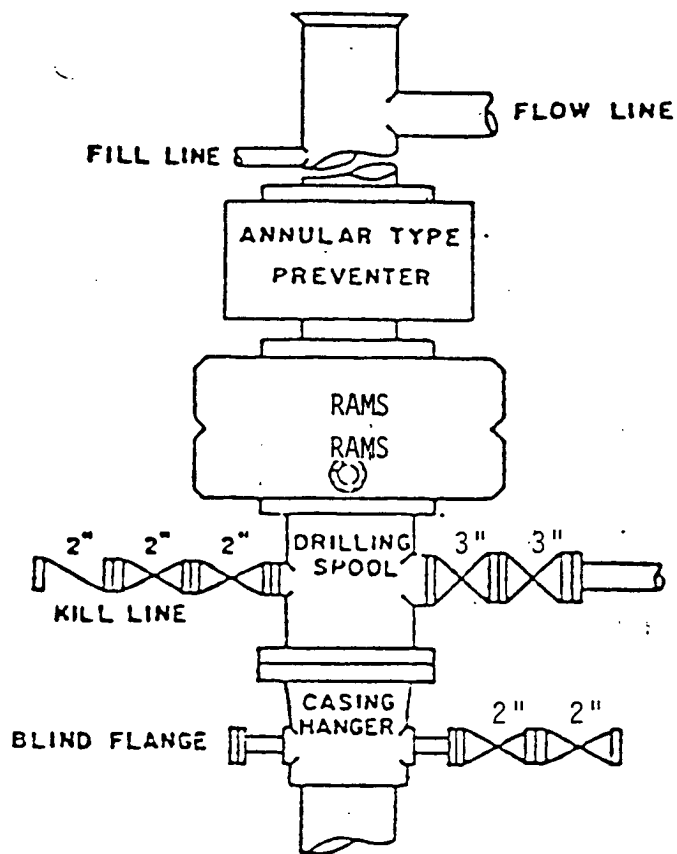 FLOW LINE
FILL LINE
ANNULAR TYPE
PREVENTER
RAMS
RAMS
2" 2" 2"
DRILLING
SPOOL
3" 3"
KILL LINE
CASING
HANGER
2" 2"
BLIND FLANGE